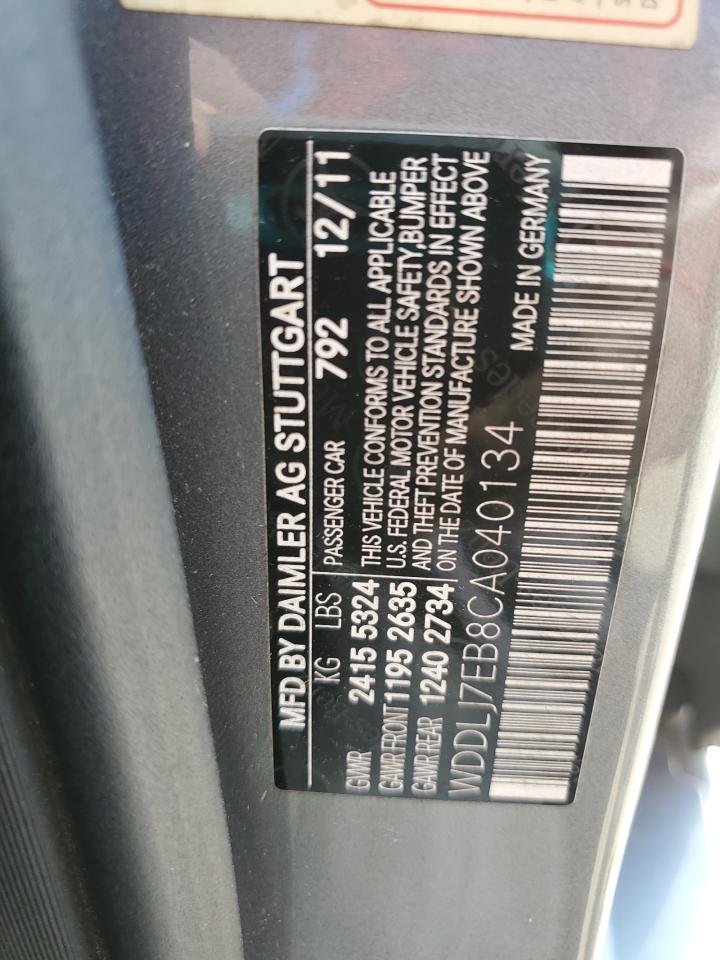 MFD BY DAIMLER AG STUTTGART
KG LBS PASSENGER CAR 792 12/11
GVWR 2415 5324 THIS VEHICLE CONFORMS TO ALL APPLICABLE
GAWR FRONT 1195 2635 U.S. FEDERAL MOTOR VEHICLE SAFETY, BUMPER
GAWR REAR 1240 2734 AND THEFT PREVENTION STANDARDS IN EFFECT
ON THE DATE OF MANUFACTURE SHOWN ABOVE
WDDLJ7EB8CA040134 MADE IN GERMANY